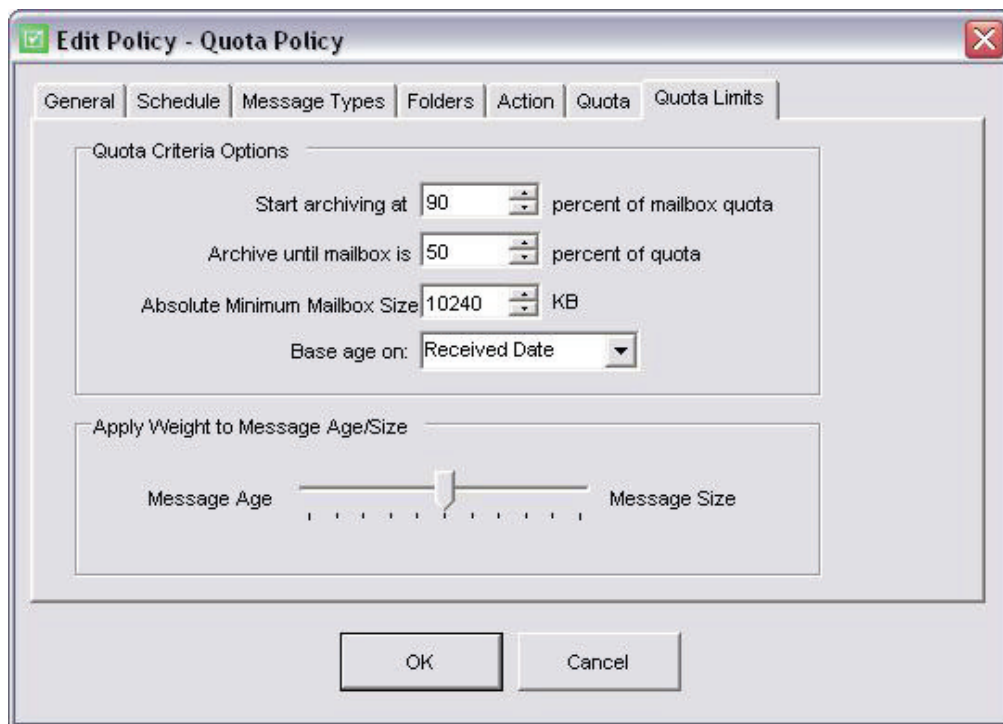 Edit Policy - Quota Policy
General Schedule Message Types Folders Action Quota Quota Limits
Quota Criteria Options
Start archiving at 90 percent of mailbox quota
Archive until mailbox is 50 percent of quota
Absolute Minimum Mailbox Size 10240 KB
Base age on: Received Date
Apply Weight to Message Age/Size
Message Age Message Size
OK Cancel